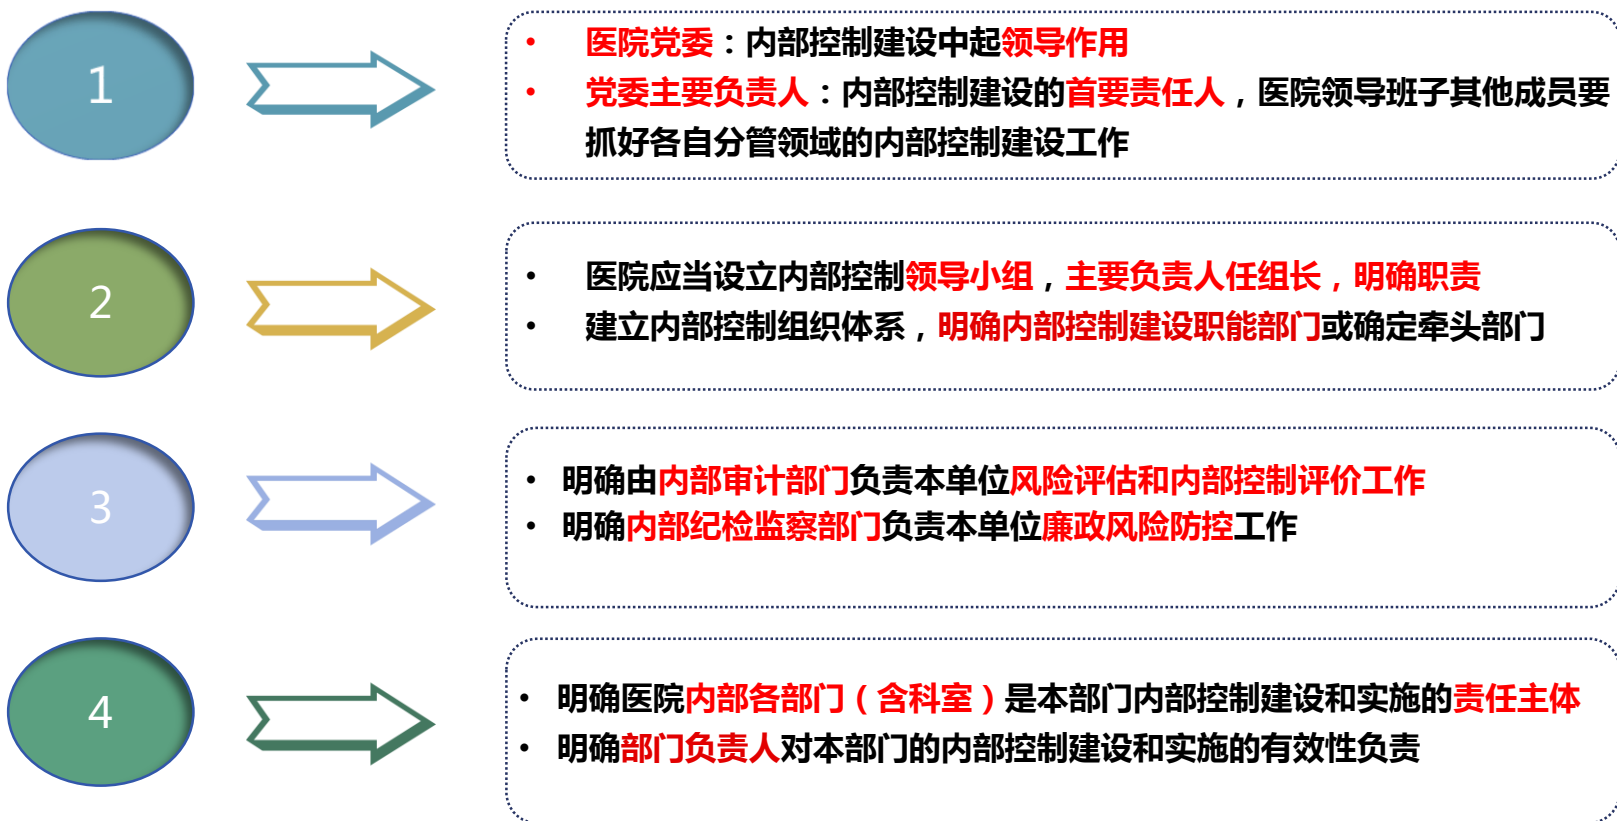 1
• 医院党委：内部控制建设中起领导作用
• 党委主要负责人：内部控制建设的首要责任人，医院领导班子其他成员要
抓好各自分管领域的内部控制建设工作
2
• 医院应当设立内部控制领导小组，主要负责人任组长，明确职责
• 建立内部控制组织体系，明确内部控制建设职能部门或确定牵头部门
3
• 明确由内部审计部门负责本单位风险评估和内部控制评价工作
• 明确内部纪检监察部门负责本单位廉政风险防控工作
4
• 明确医院内部各部门（含科室）是本部门内部控制建设和实施的责任主体
• 明确部门负责人对本部门的内部控制建设和实施的有效性负责